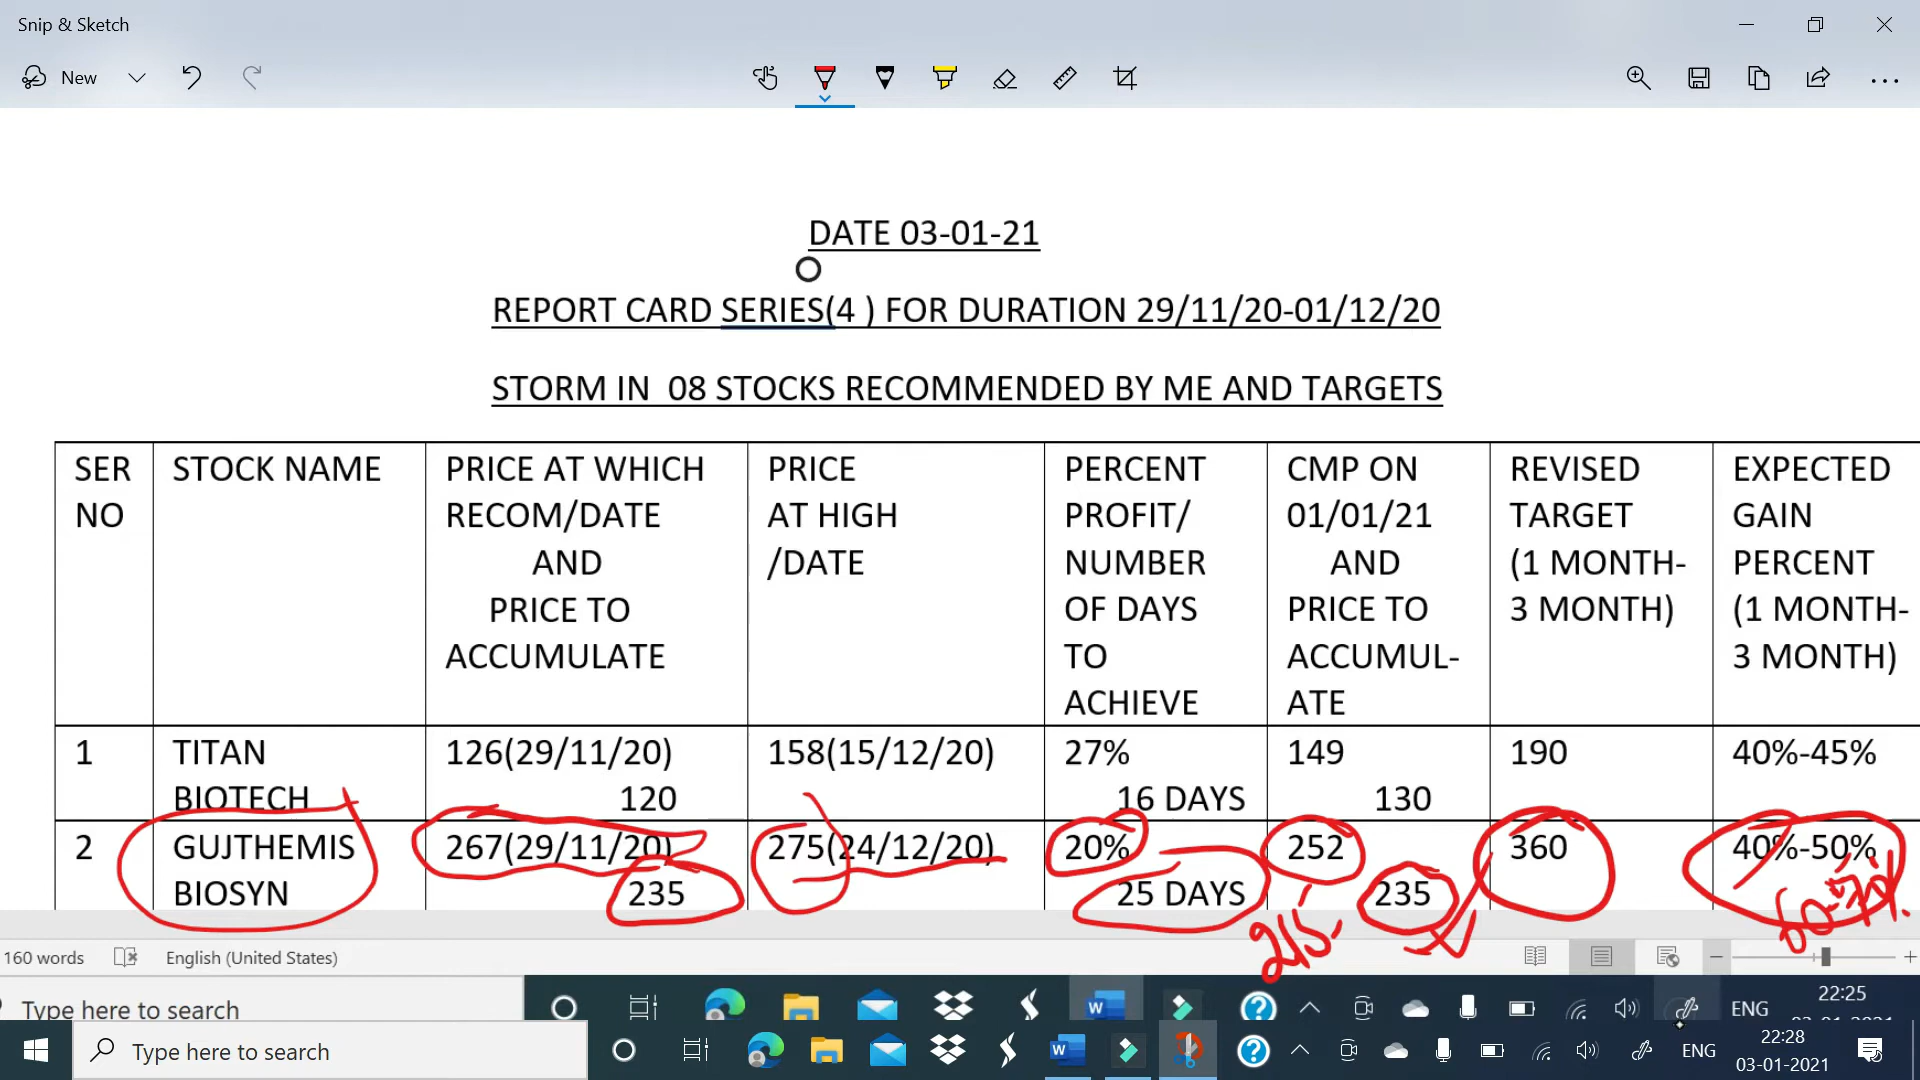 Snip & Sketch
New
DATE 03-01-21
REPORT CARD SERIES(4 ) FOR DURATION 29/11/20-01/12/20
STORM IN 08 STOCKS RECOMMENDED BY ME AND TARGETS
SER NO
STOCK NAME
PRICE AT WHICH
RECOM/DATE
AND
PRICE TO
ACCUMULATE
PRICE
AT HIGH
/DATE
PERCENT
PROFIT/
NUMBER
OF DAYS
TO
ACHIEVE
CMP ON
01/01/21
AND
PRICE TO
ACCUMUL-
ATE
REVISED
TARGET
(1 MONTH-
3 MONTH)
EXPECTED
GAIN
PERCENT
(1 MONTH-
3 MONTH)
1
TITAN
BIOTECH
126(29/11/20)
120
158(15/12/20)
27%
16 DAYS
149
130
190
40%-45%
2
GUJTHEMIS
BIOSYN
267(29/11/20)
235
275(24/12/20)
20%
25 DAYS
252
235
360
40%-50%
215
60-70%
160 words
English (United States)
Type here to search
ENG
22:25
Type here to search
ENG
22:28
03-01-2021